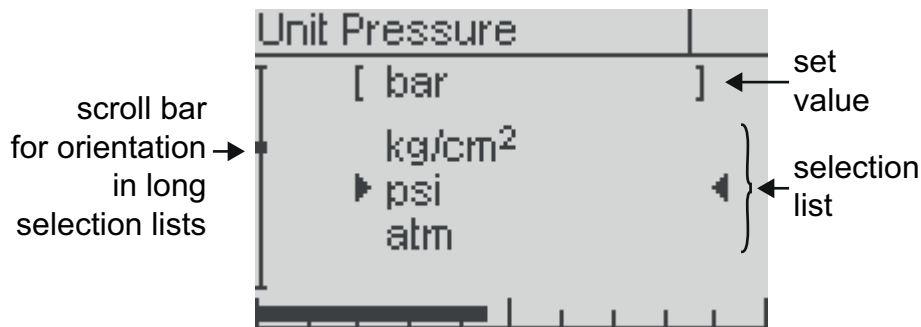 Unit Pressure
[ bar ]
kg/cm²
psi
atm
scroll bar
for orientation
in long
selection lists
set
value
selection
list